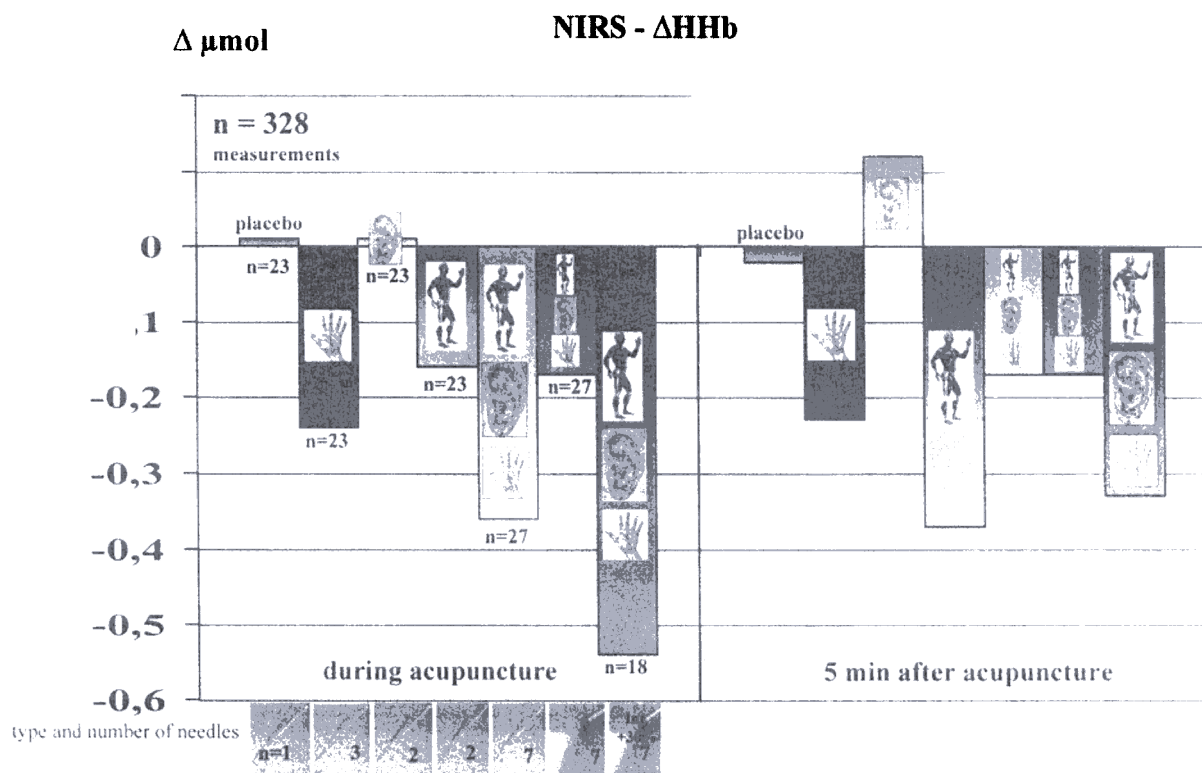 NIRS - ΔHHb
Δ μmol
n = 328
measurements
placebo
placebo
0
n=23
n=23
,1
n=23
n=27
-0,2
n=23
-0,3
n=27
-0,4
-0,5
during acupuncture
n=18
5 min after acupuncture
-0,6
type and number of needles
n=1
3
2
2
7
7